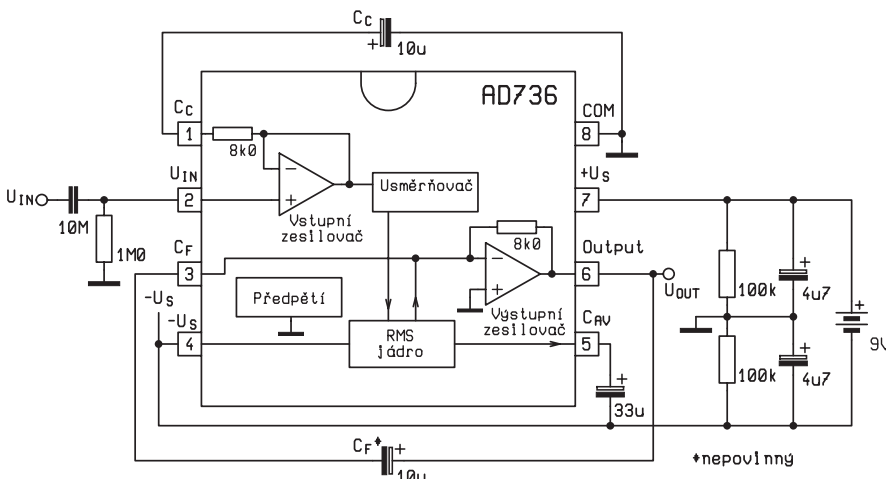 CC
10u
AD736
CC
1
8k0
COM
8
UIN
UIN
2
10M
1M0
Vstupní
zesilovač
Usměrňovač
+US
7
CF
3
8k0
Output
6
UOUT
Předpětí
Výstupní
zesilovač
-US
-US
4
RMS
jádro
CAV
5
33u
100k
4u7
100k
4u7
9V
CF*
10u
*nepovinný